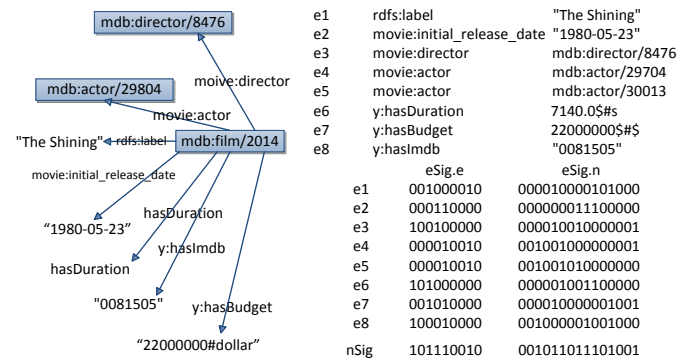 mdb:director/8476
mdb:actor/29804
moive:director
movie:actor
"The Shining"
rdfs:label
mdb:film/2014
movie:initial_release_date
hasDuration
"1980-05-23"
y:hasImdb
hasDuration
"0081505"
y:hasBudget
"22000000#dollar"
e1 rdfs:label "The Shining"
e2 movie:initial_release_date "1980-05-23"
e3 movie:director mdb:director/8476
e4 movie:actor mdb:actor/29704
e5 movie:actor mdb:actor/30013
e6 y:hasDuration 7140.0$#s
e7 y:hasBudget 22000000$#$
e8 y:hasImdb "0081505"
eSig.e eSig.n
e1 001000010 000010000101000
e2 000110000 000000011100000
e3 100100000 000010010000001
e4 000010010 001001000000001
e5 000010010 001001010000000
e6 101000000 000001001100000
e7 001010000 000010000001001
e8 100010000 001000001001000
nSig 101110010 001011011101001